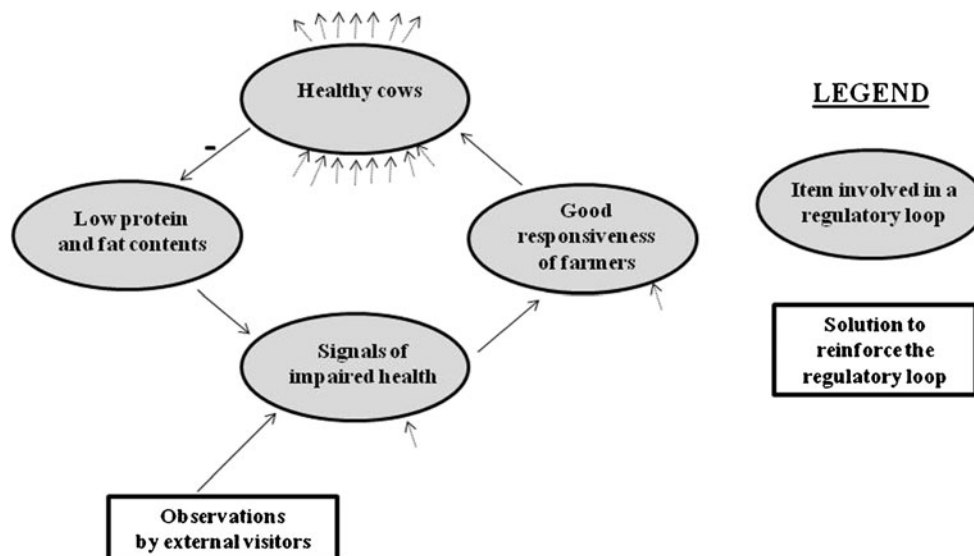 Healthy cows
-
Low protein
and fat contents
Good
responsiveness
of farmers
Signals of
impaired health
Observations
by external visitors
LEGEND
Item involved in a
regulatory loop
Solution to
reinforce the
regulatory loop